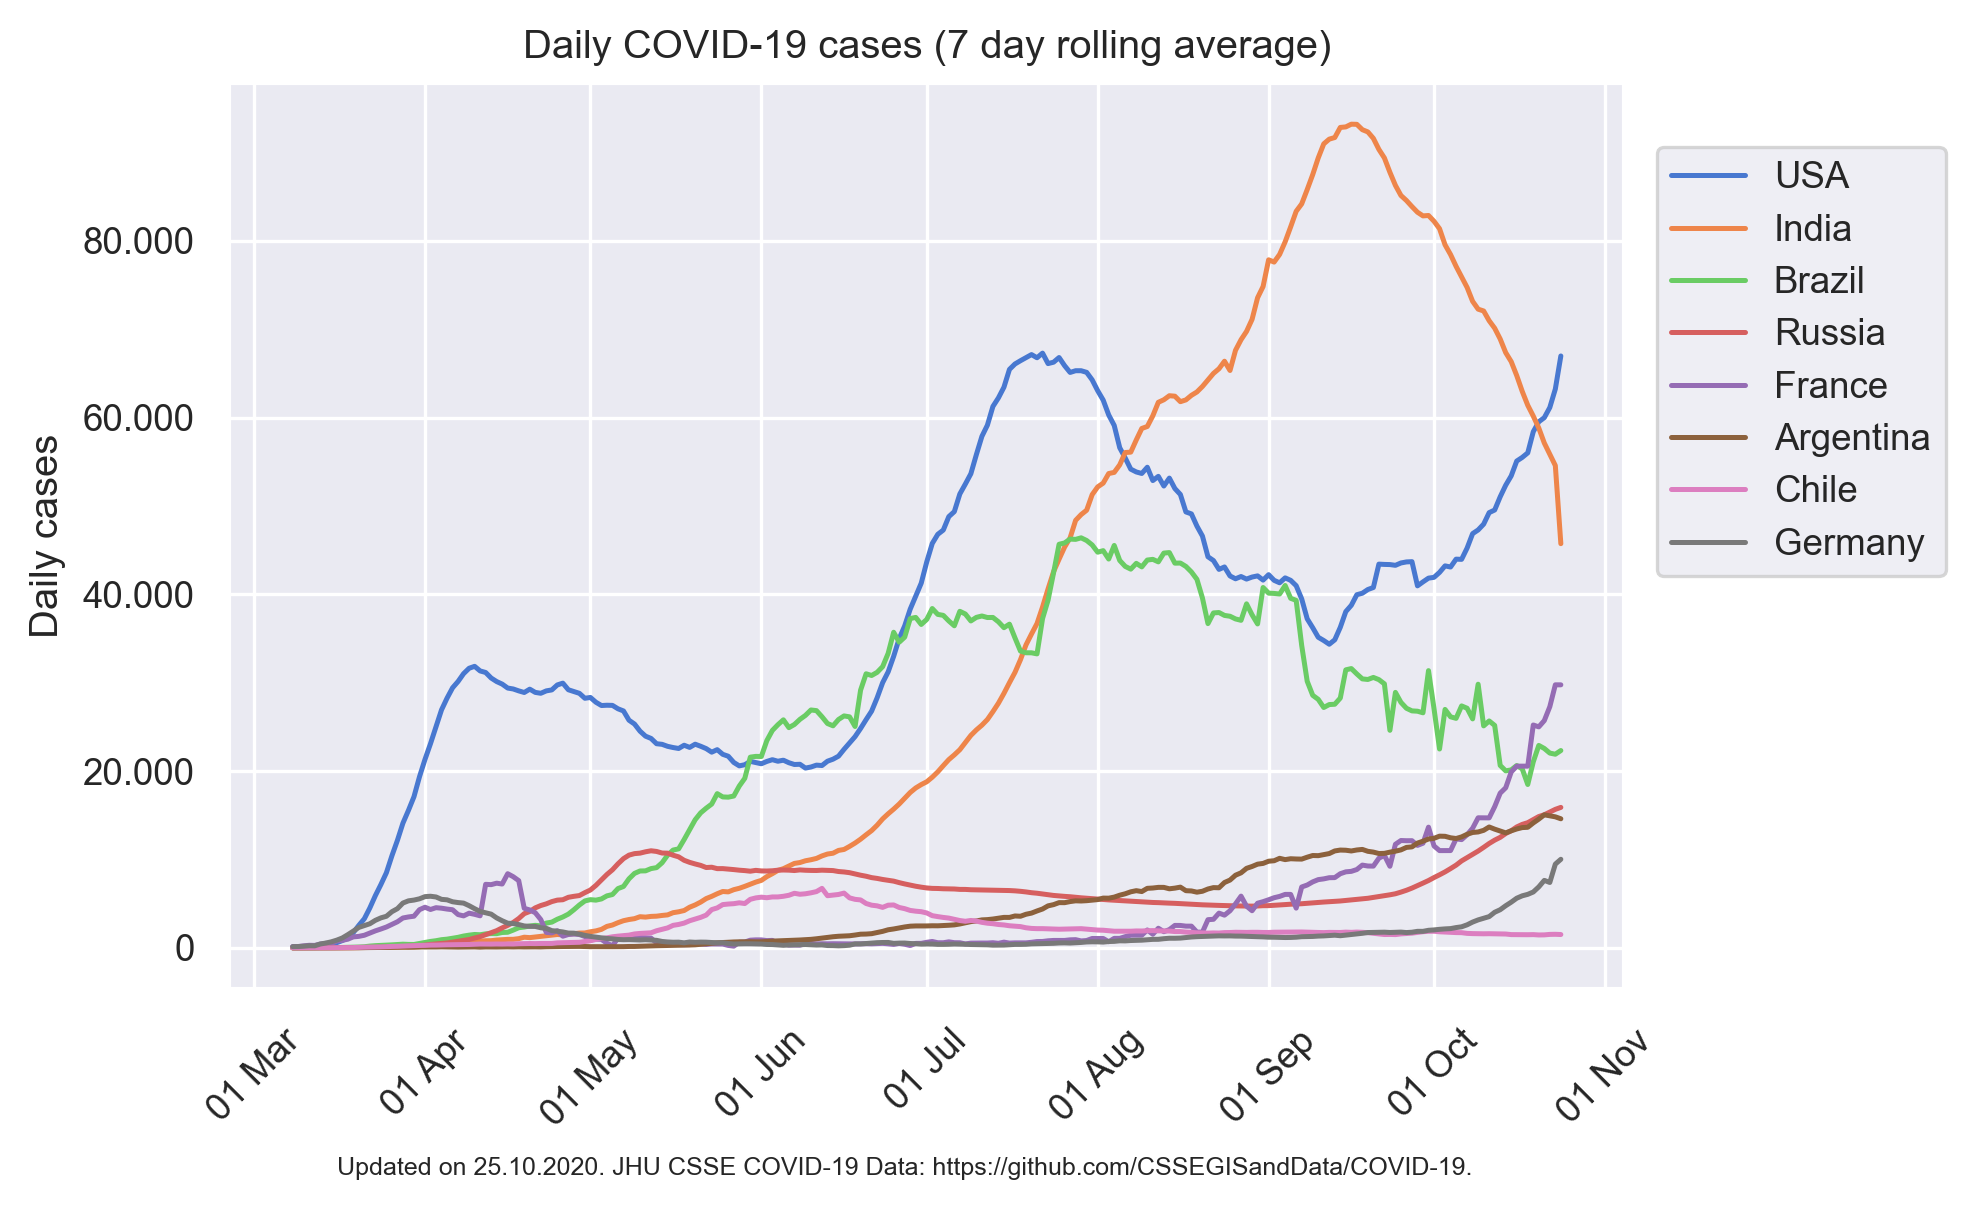 Daily COVID-19 cases (7 day rolling average)
Daily cases
80.000
60.000
40.000
20.000
0
01 Mar
01 Apr
01 May
01 Jun
01 Jul
01 Aug
01 Sep
01 Oct
01 Nov
USA
India
Brazil
Russia
France
Argentina
Chile
Germany
Updated on 25.10.2020. JHU CSSE COVID-19 Data: https://github.com/CSSEGISandData/COVID-19.